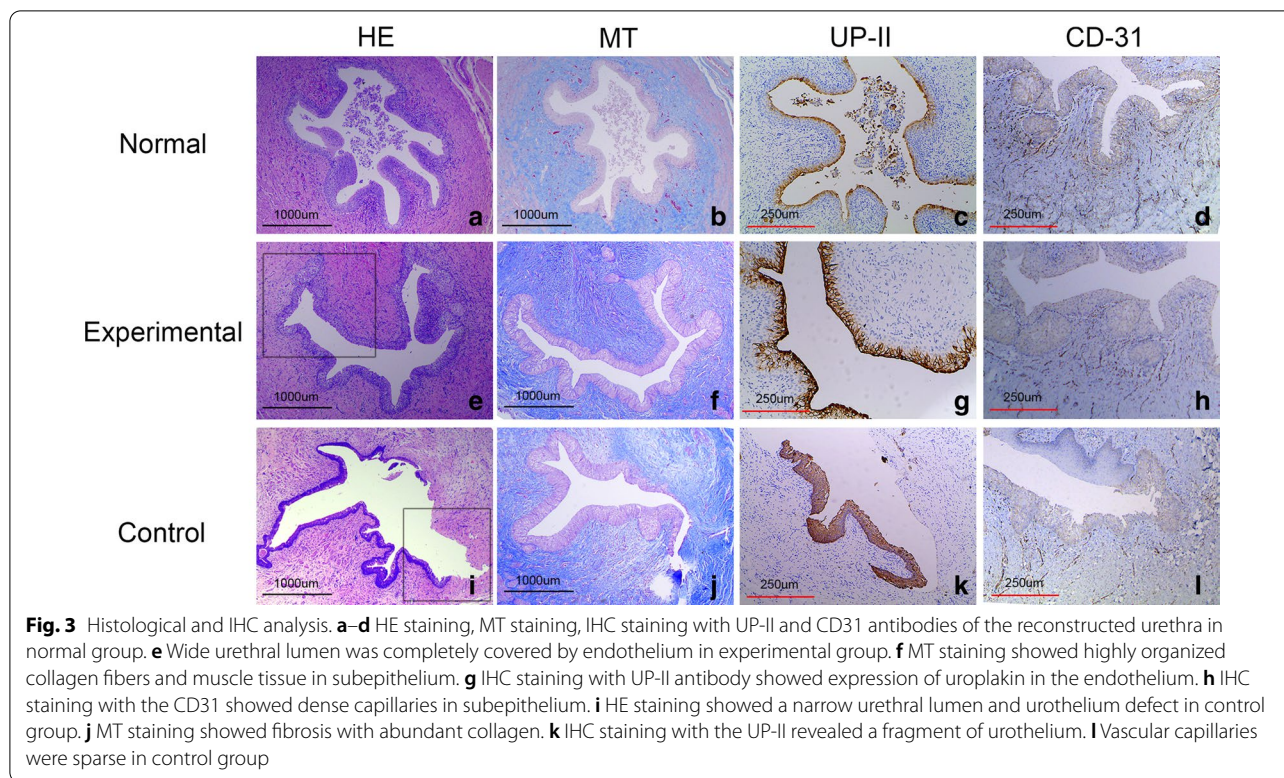 HE MT UP-II CD-31
Normal
1000um a 1000um b 250um c 250um d
Experimental
1000um e 1000um f 250um g 250um h
Control
1000um i 1000um j 250um k 250um l
Fig. 3 Histological and IHC analysis. a–d HE staining, MT staining, IHC staining with UP-II and CD31 antibodies of the reconstructed urethra in
normal group. e Wide urethral lumen was completely covered by endothelium in experimental group. f MT staining showed highly organized
collagen fibers and muscle tissue in subepithelium. g IHC staining with UP-II antibody showed expression of uroplakin in the endothelium. h IHC
staining with the CD31 showed dense capillaries in subepithelium. i HE staining showed a narrow urethral lumen and urothelium defect in control
group. j MT staining showed fibrosis with abundant collagen. k IHC staining with the UP-II revealed a fragment of urothelium. l Vascular capillaries
were sparse in control group